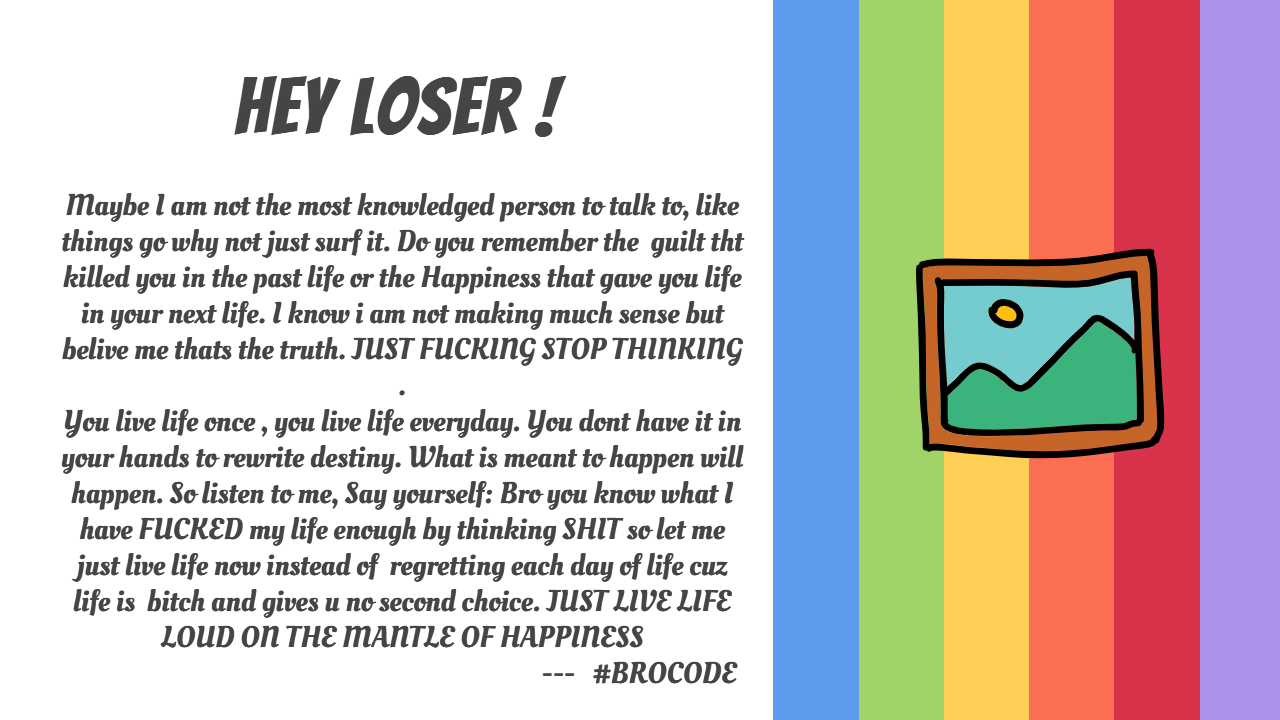 HEY LOSER !
Maybe I am not the most knowledged person to talk to, like
things go why not just surf it. Do you remember the  guilt tht
killed you in the past life or the Happiness that gave you life
in your next life. I know i am not making much sense but
belive me thats the truth. JUST FUCKING STOP THINKING
.
You live life once , you live life everyday. You dont have it in
your hands to rewrite destiny. What is meant to happen will
happen. So listen to me, Say yourself: Bro you know what I
have FUCKED my life enough by thinking SHIT so let me
just live life now instead of  regretting each day of life cuz
life is  bitch and gives u no second choice. JUST LIVE LIFE
LOUD ON THE MANTLE OF HAPPINESS
---  #BROCODE